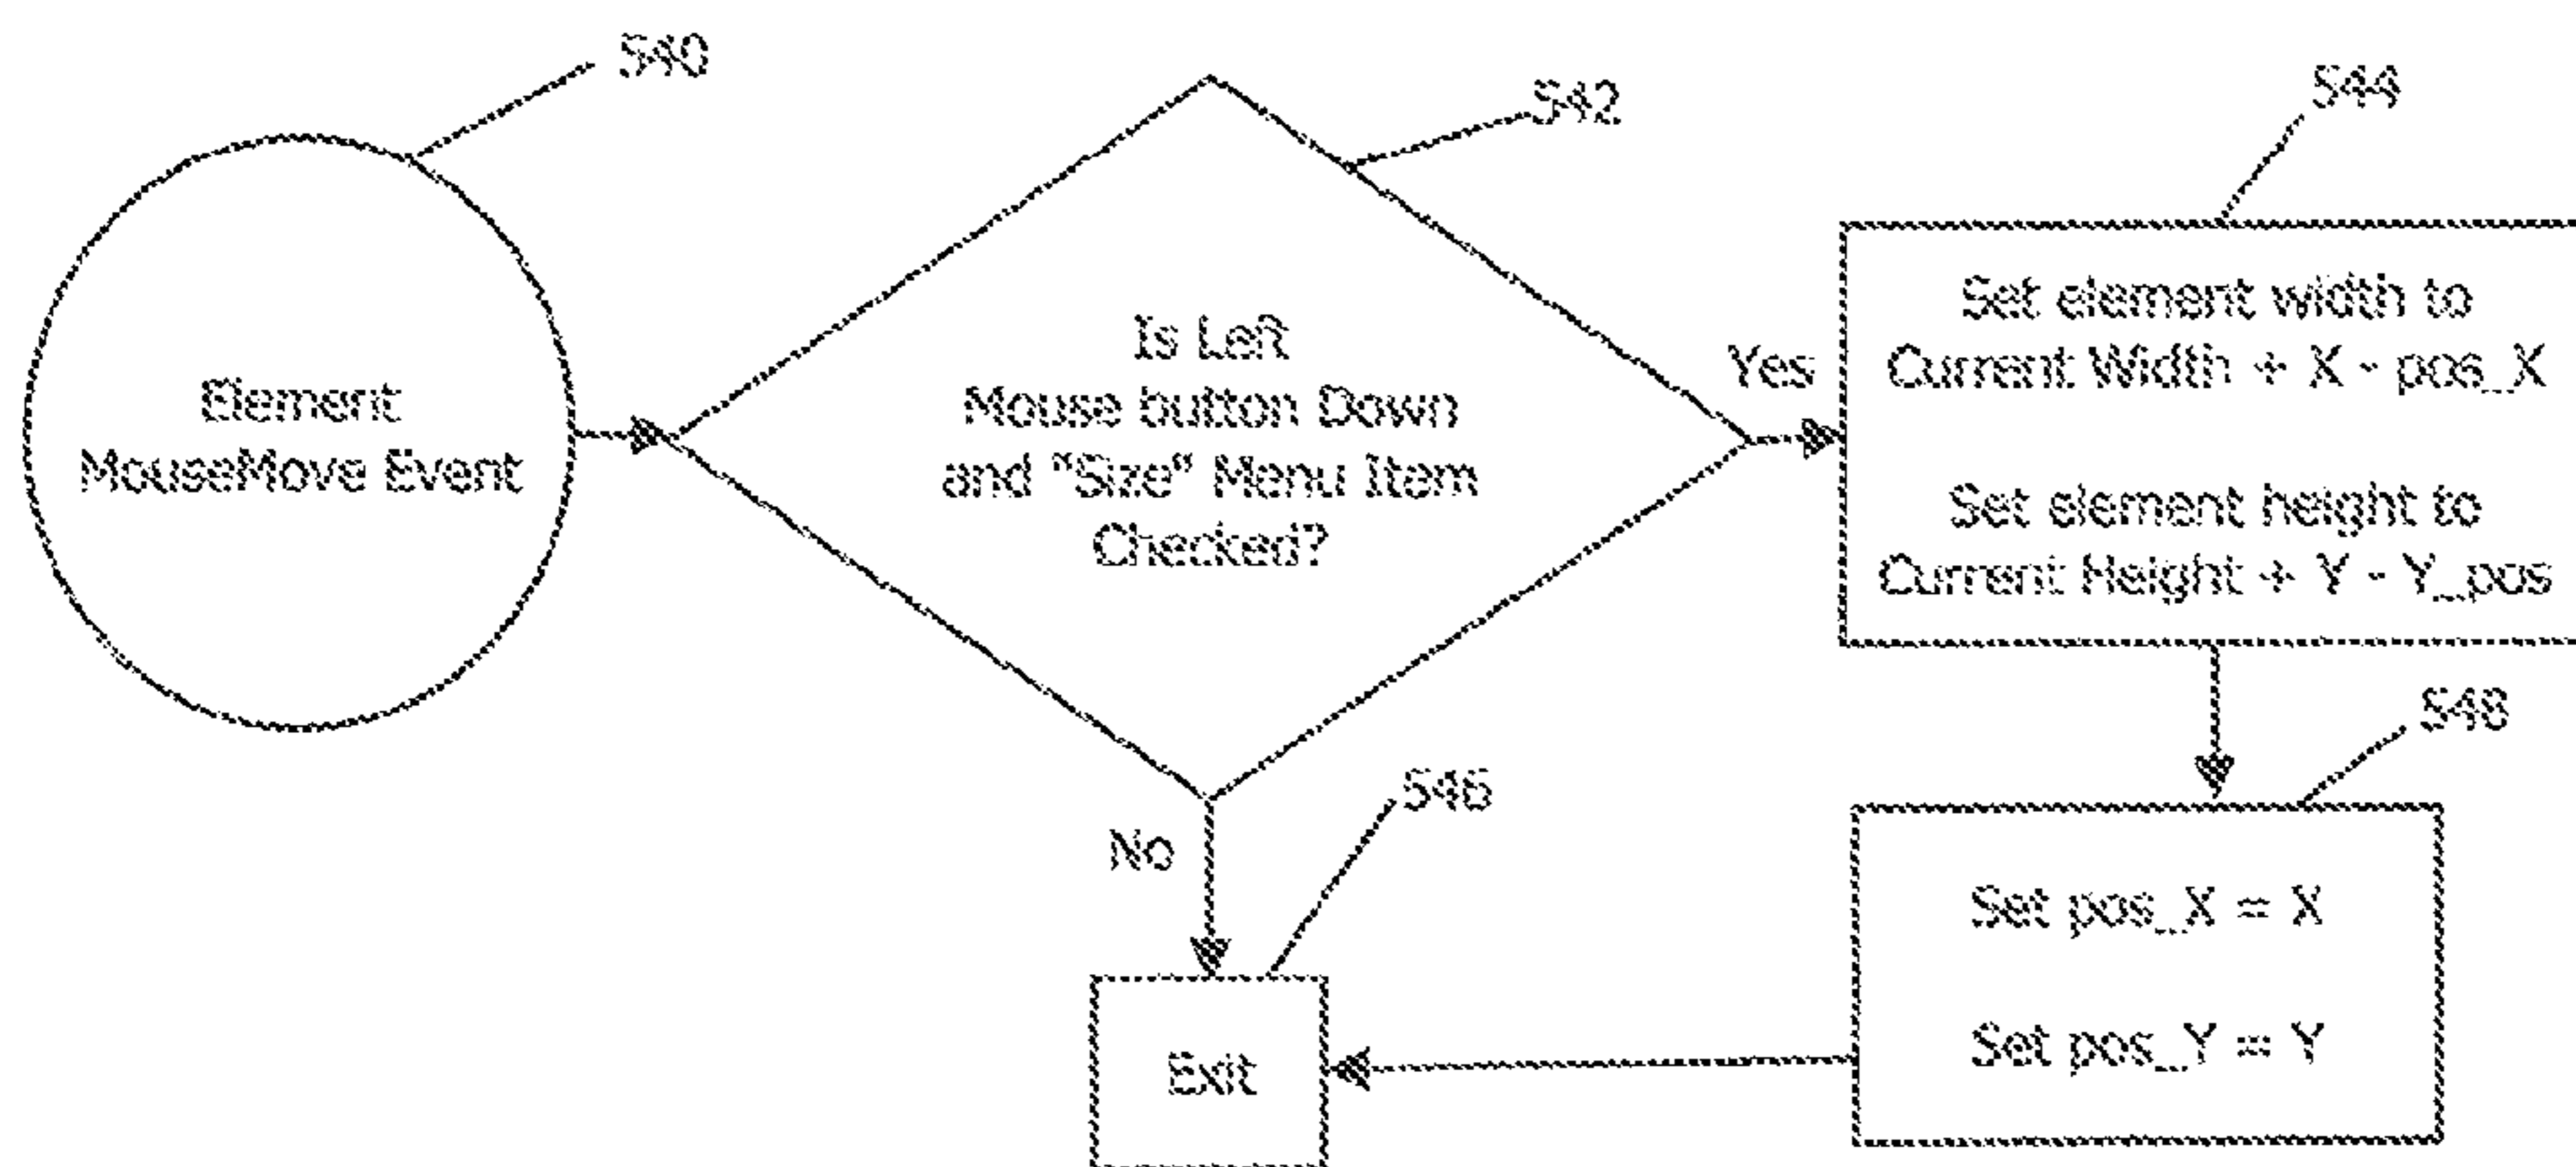 540
Element
MouseMove Event
542
Is Left
Mouse button Down
and "Size" Menu Item
Checked?
Yes
544
Set element width to
Current Width + X - pos_X
Set element height to
Current Height + Y - Y_pos
548
Set pos_X = X
Set pos_Y = Y
No
546
Exit